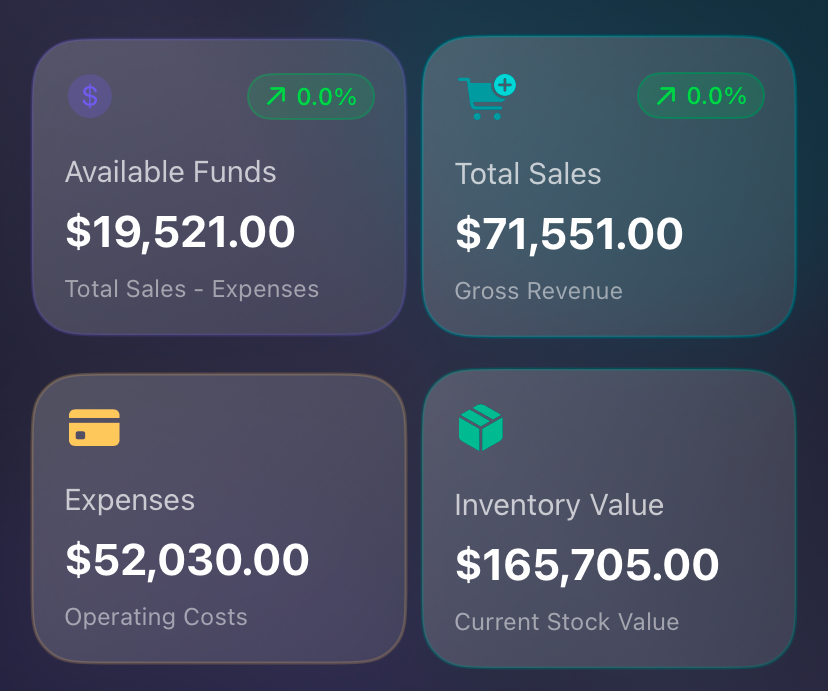 $
↗ 0.0%
Available Funds
$19,521.00
Total Sales - Expenses
↗ 0.0%
Total Sales
$71,551.00
Gross Revenue
Expenses
$52,030.00
Operating Costs
Inventory Value
$165,705.00
Current Stock Value